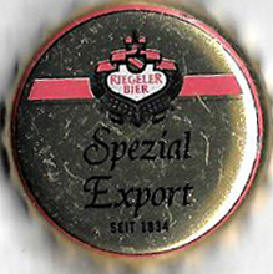 RIEGELER
BIER
Spezial
Export
SEIT 1834